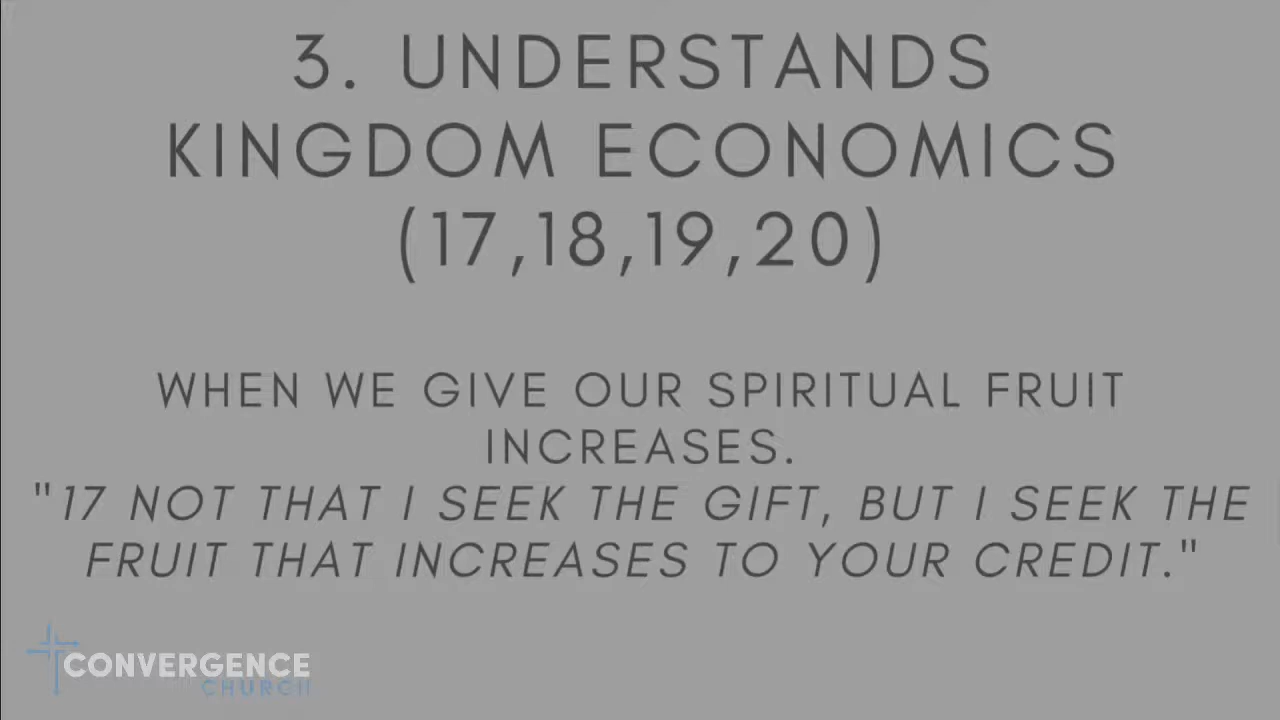 3. UNDERSTANDS
KINGDOM ECONOMICS
(17,18,19,20)
WHEN WE GIVE OUR SPIRITUAL FRUIT
INCREASES.
"17 NOT THAT I SEEK THE GIFT, BUT I SEEK THE
FRUIT THAT INCREASES TO YOUR CREDIT."
CONVERGENCE
CHURCH